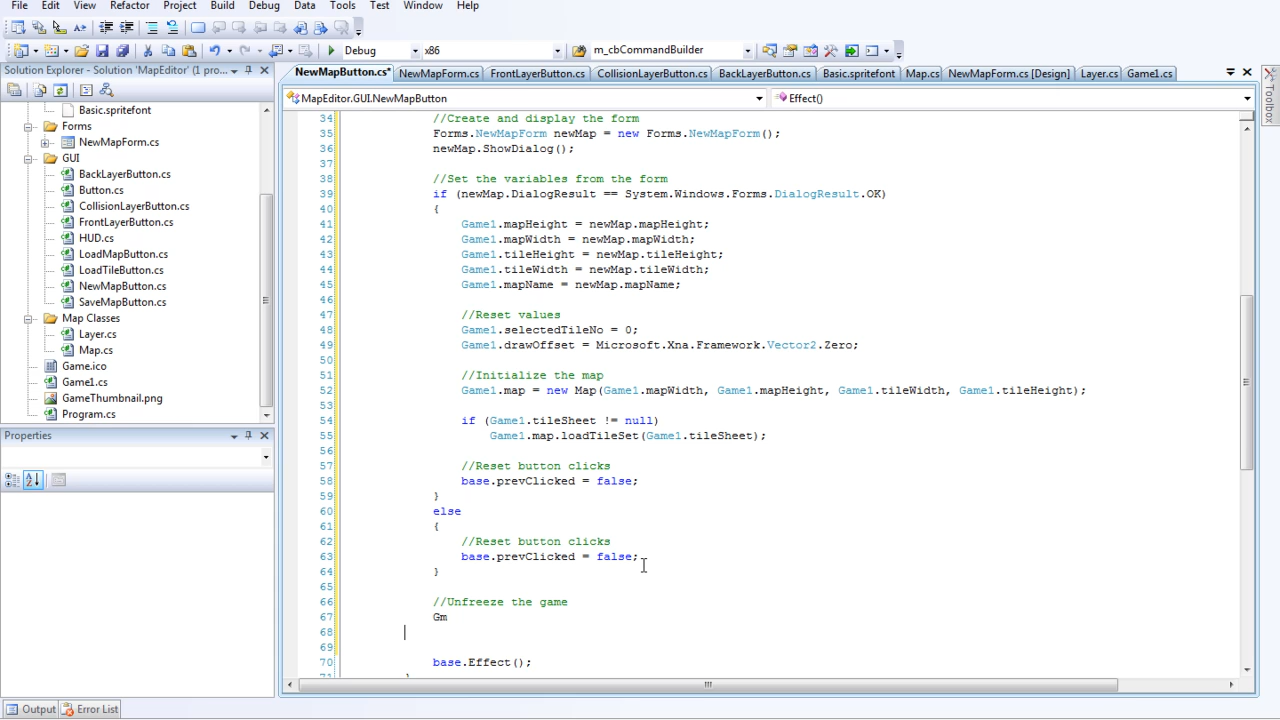 File Edit View Refactor Project Build Debug Data Tools Test Window Help
Debug x86 m_cbCommandBuilder
Solution Explorer - Solution 'MapEditor' (1 pro...
NewMapButton.cs* NewMapForm.cs FrontLayerButton.cs CollisionLayerButton.cs BackLayerButton.cs Basic.spritefont Map.cs NewMapForm.cs [Design] Layer.cs Game1.cs
Toolbox
MapEditor.GUI.NewMapButton Effect()
Basic.spritefont
Forms
NewMapForm.cs
GUI
BackLayerButton.cs
Button.cs
CollisionLayerButton.cs
FrontLayerButton.cs
HUD.cs
LoadMapButton.cs
LoadTileButton.cs
NewMapButton.cs
SaveMapButton.cs
Map Classes
Layer.cs
Map.cs
Game.ico
Game1.cs
GameThumbnail.png
Program.cs
Properties
34 //Create and display the form
35 Forms.NewMapForm newMap = new Forms.NewMapForm();
36 newMap.ShowDialog();
37
38 //Set the variables from the form
39 if (newMap.DialogResult == System.Windows.Forms.DialogResult.OK)
40 {
41 Game1.mapHeight = newMap.mapHeight;
42 Game1.mapWidth = newMap.mapWidth;
43 Game1.tileHeight = newMap.tileHeight;
44 Game1.tileWidth = newMap.tileWidth;
45 Game1.mapName = newMap.mapName;
46
47 //Reset values
48 Game1.selectedTileNo = 0;
49 Game1.drawOffset = Microsoft.Xna.Framework.Vector2.Zero;
50
51 //Initialize the map
52 Game1.map = new Map(Game1.mapWidth, Game1.mapHeight, Game1.tileWidth, Game1.tileHeight);
53
54 if (Game1.tileSheet != null)
55 Game1.map.loadTileSet(Game1.tileSheet);
56
57 //Reset button clicks
58 base.prevClicked = false;
59 }
60 else
61 {
62 //Reset button clicks
63 base.prevClicked = false;
64 }
65
66 //Unfreeze the game
67 Gm
68
69
70 base.Effect();
71 }
Output Error List